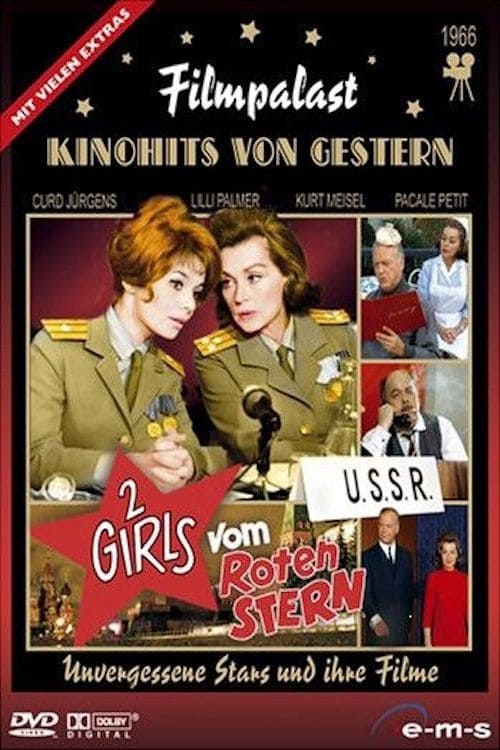 MIT VIELEN EXTRAS
1966
Filmpalast
KINOHITS VON GESTERN
CURD JÜRGENS LILLI PALMER KURT MEISEL PACALE PETIT
U.S.S.R.
2
GIRLS
vom
Roten
STERN
Unvergessene Stars und ihre Filme
DVD
VIDEO
DOLBY
DIGITAL
e-m-s